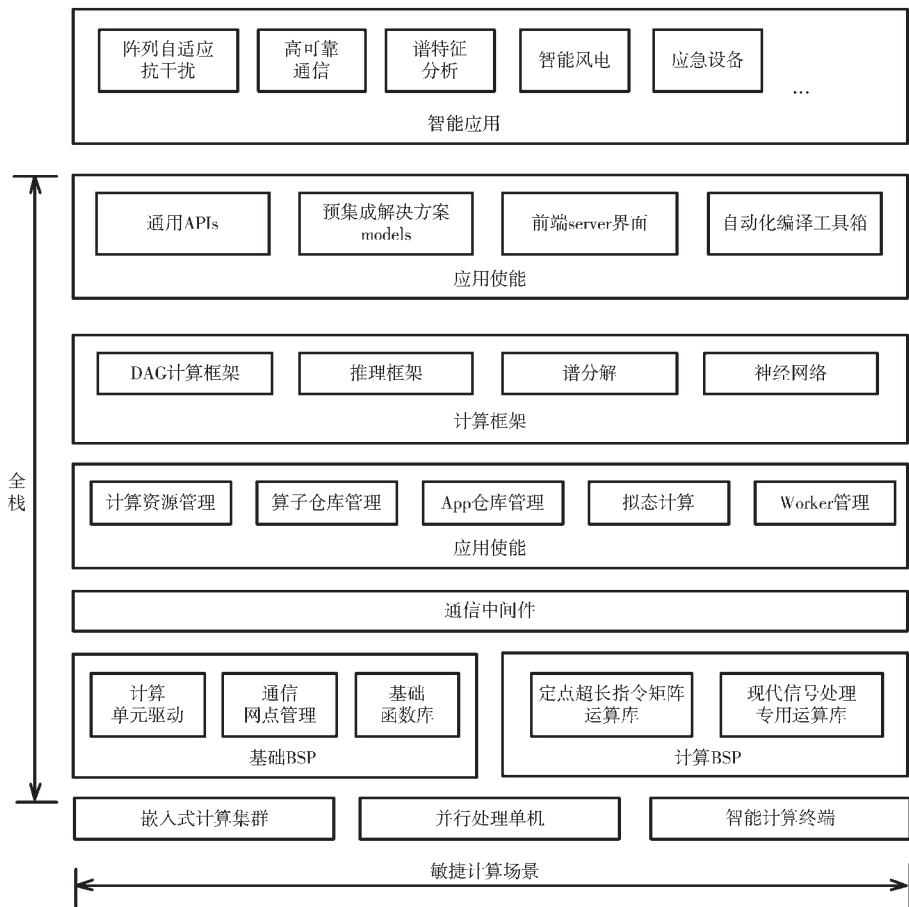 阵列自适应
抗干扰
高可靠
通信
谱特征
分析
智能风电
应急设备
...
智能应用
通用APIs
预集成解决方案
models
前端server界面
自动化编译工具箱
应用使能
DAG计算框架
推理框架
谱分解
神经网络
计算框架
全
栈
计算资源管理
算子仓库管理
App仓库管理
拟态计算
Worker管理
应用使能
通信中间件
计算
单元驱动
通信
网点管理
基础
函数库
基础BSP
定点超长指令矩阵
运算库
现代信号处理
专用运算库
计算BSP
嵌入式计算集群
并行处理单机
智能计算终端
敏捷计算场景